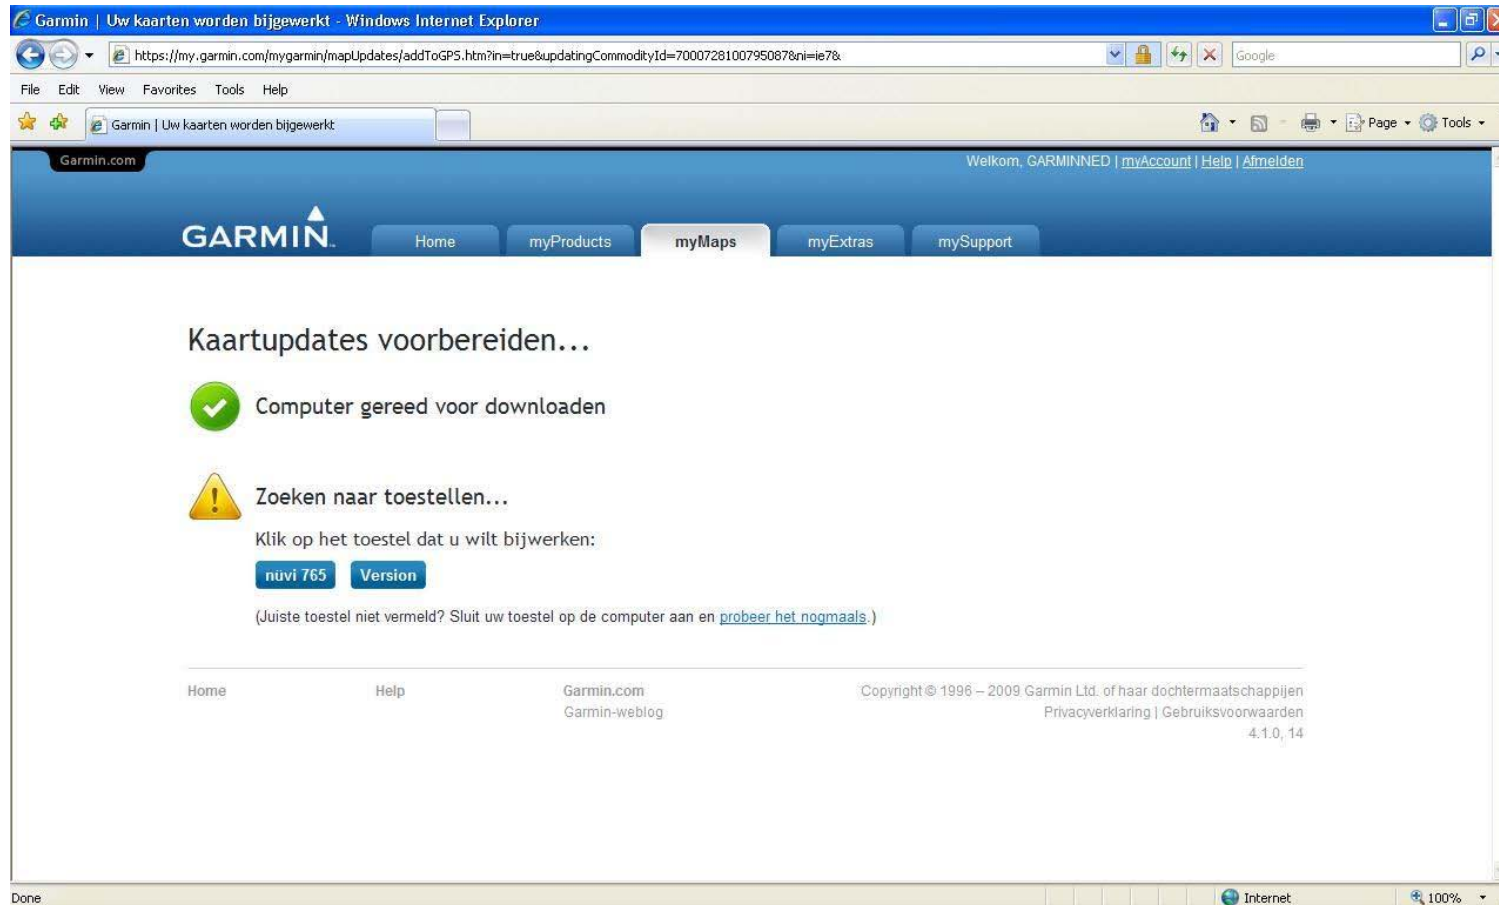 Garmin | Uw kaarten worden bijgewerkt - Windows Internet Explorer
https://my.garmin.com/mygarmin/mapUpdates/addToGPS.htm?in=true&updatingCommodityId=7000728100795087&ni=ie7&
Google
File Edit View Favorites Tools Help
Garmin | Uw kaarten worden bijgewerkt
Page Tools
Garmin.com
Welkom, GARMINNED | myAccount | Help | Afmelden
GARMIN
Home myProducts myMaps myExtras mySupport
Kaartupdates voorbereiden...
Computer gereed voor downloaden
Zoeken naar toestellen...
Klik op het toestel dat u wilt bijwerken:
nüvi 765 Version
(Juiste toestel niet vermeld? Sluit uw toestel op de computer aan en probeer het nogmaals.)
Home Help Garmin.com Copyright © 1996 – 2009 Garmin Ltd. of haar dochtermaatschappijen
Garmin-weblog Privacyverklaring | Gebruiksvoorwaarden
4.1.0, 14
Done Internet 100%